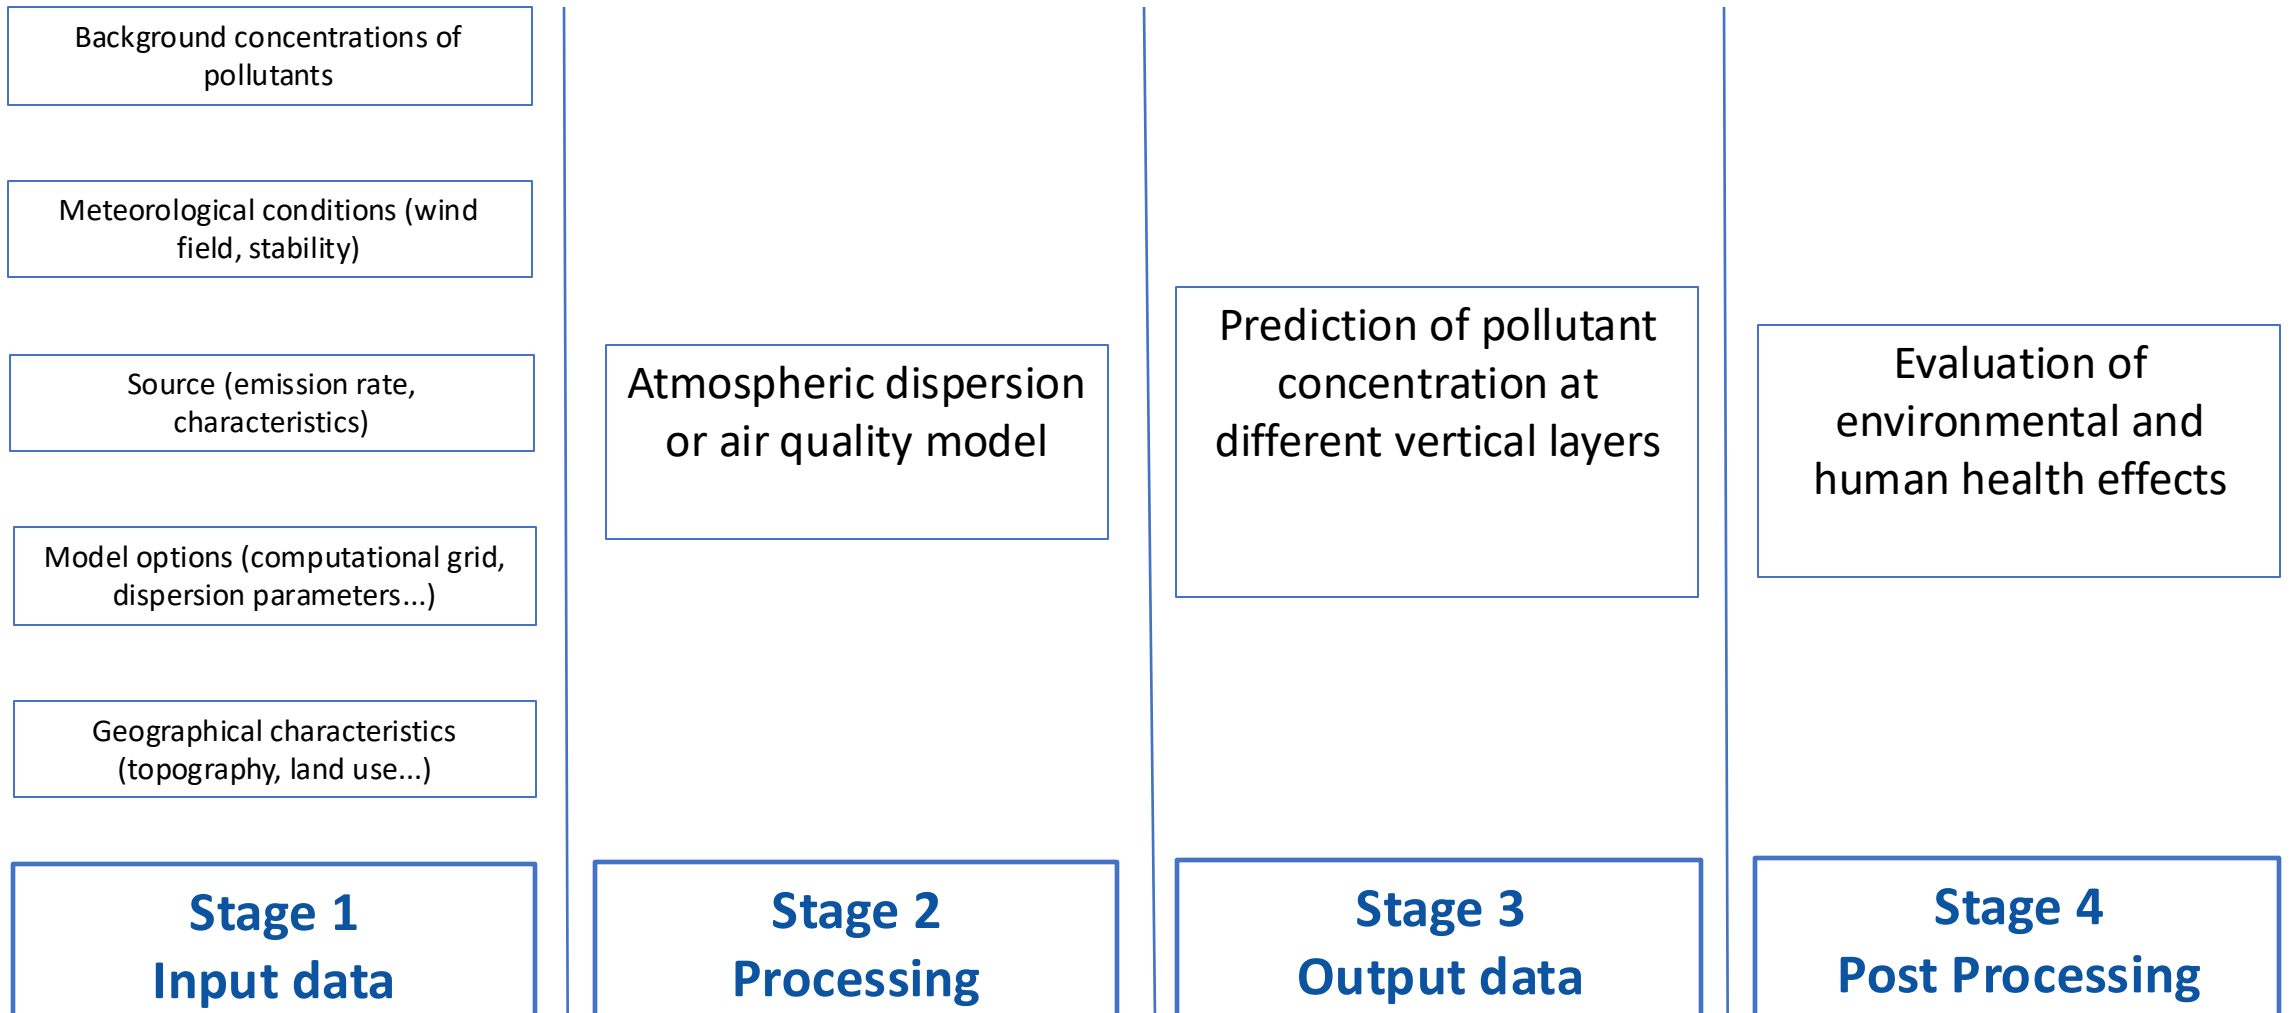 Background concentrations of
pollutants
Meteorological conditions (wind
field, stability)
Source (emission rate,
characteristics)
Model options (computational grid,
dispersion parameters...)
Geographical characteristics
(topography, land use...)
Stage 1
Input data
Atmospheric dispersion
or air quality model
Stage 2
Processing
Prediction of pollutant
concentration at
different vertical layers
Stage 3
Output data
Evaluation of
environmental and
human health effects
Stage 4
Post Processing